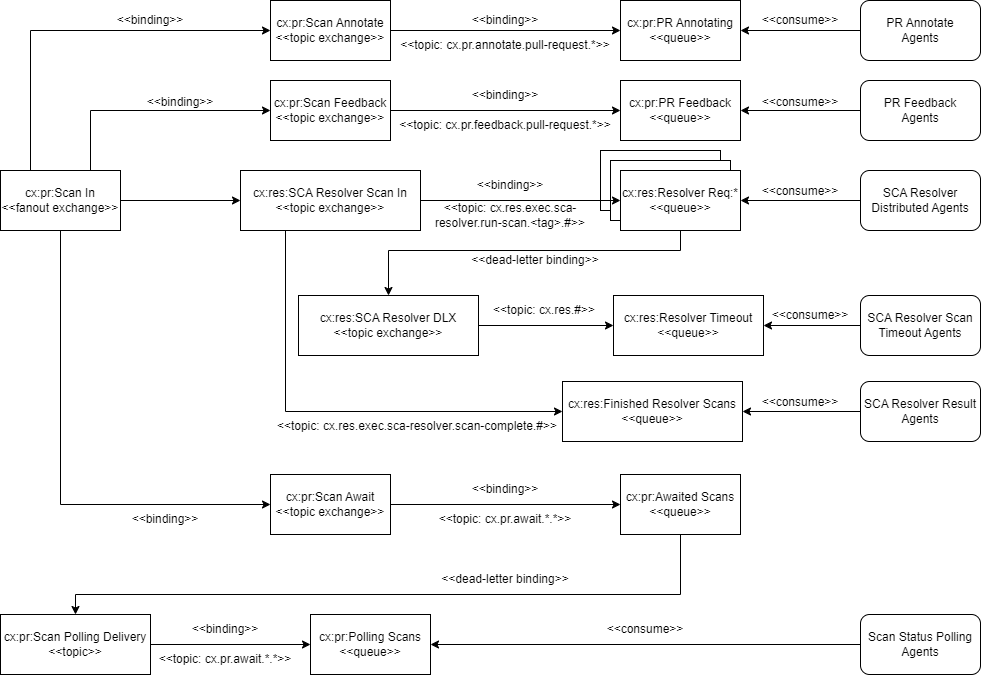 <<binding>>
cx:pr:Scan Annotate
<<topic exchange>>
<<binding>>
<<topic: cx.pr.annotate.pull-request.*>>
cx:pr:PR Annotating
<<queue>>
<<consume>>
PR Annotate
Agents
<<binding>>
cx:pr:Scan Feedback
<<topic exchange>>
<<binding>>
<<topic: cx.pr.feedback.pull-request.*>>
cx:pr:PR Feedback
<<queue>>
<<consume>>
PR Feedback
Agents
cx:pr:Scan In
<<fanout exchange>>
cx:res:SCA Resolver Scan In
<<topic exchange>>
<<binding>>
<<topic: cx.res.exec.sca-
resolver.run-scan.<tag>.#>>
cx:res:Resolver Req:*
<<queue>>
<<consume>>
SCA Resolver
Distributed Agents
<<dead-letter binding>>
cx:res:SCA Resolver DLX
<<topic exchange>>
<<topic: cx.res.#>>
cx:res:Resolver Timeout
<<queue>>
<<consume>>
SCA Resolver Scan
Timeout Agents
<<topic: cx.res.exec.sca-resolver.scan-complete.#>>
cx:res:Finished Resolver Scans
<<queue>>
<<consume>>
SCA Resolver Result
Agents
<<binding>>
cx:pr:Scan Await
<<topic exchange>>
<<binding>>
<<topic: cx.pr.await.*.*>>
cx:pr:Awaited Scans
<<queue>>
<<dead-letter binding>>
cx:pr:Scan Polling Delivery
<<topic>>
<<binding>>
<<topic: cx.pr.await.*.*>>
cx:pr:Polling Scans
<<queue>>
<<consume>>
Scan Status Polling
Agents